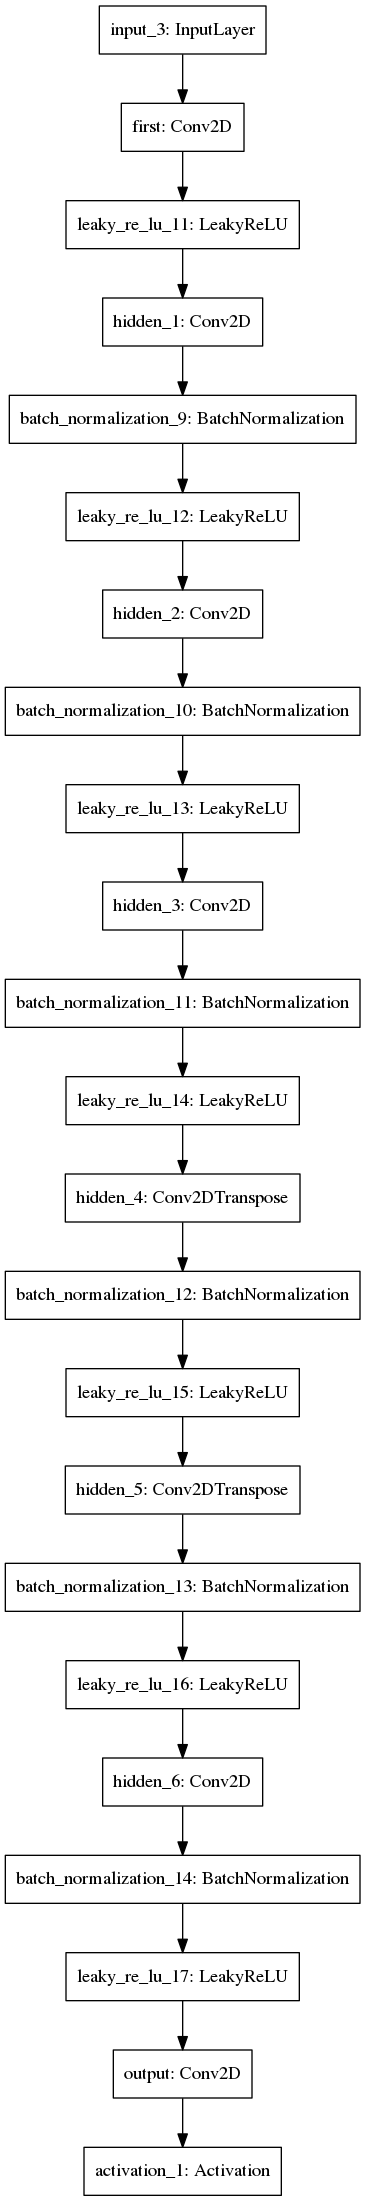 input_3: InputLayer
first: Conv2D
leaky_re_lu_11: LeakyReLU
hidden_1: Conv2D
batch_normalization_9: BatchNormalization
leaky_re_lu_12: LeakyReLU
hidden_2: Conv2D
batch_normalization_10: BatchNormalization
leaky_re_lu_13: LeakyReLU
hidden_3: Conv2D
batch_normalization_11: BatchNormalization
leaky_re_lu_14: LeakyReLU
hidden_4: Conv2DTranspose
batch_normalization_12: BatchNormalization
leaky_re_lu_15: LeakyReLU
hidden_5: Conv2DTranspose
batch_normalization_13: BatchNormalization
leaky_re_lu_16: LeakyReLU
hidden_6: Conv2D
batch_normalization_14: BatchNormalization
leaky_re_lu_17: LeakyReLU
output: Conv2D
activation_1: Activation